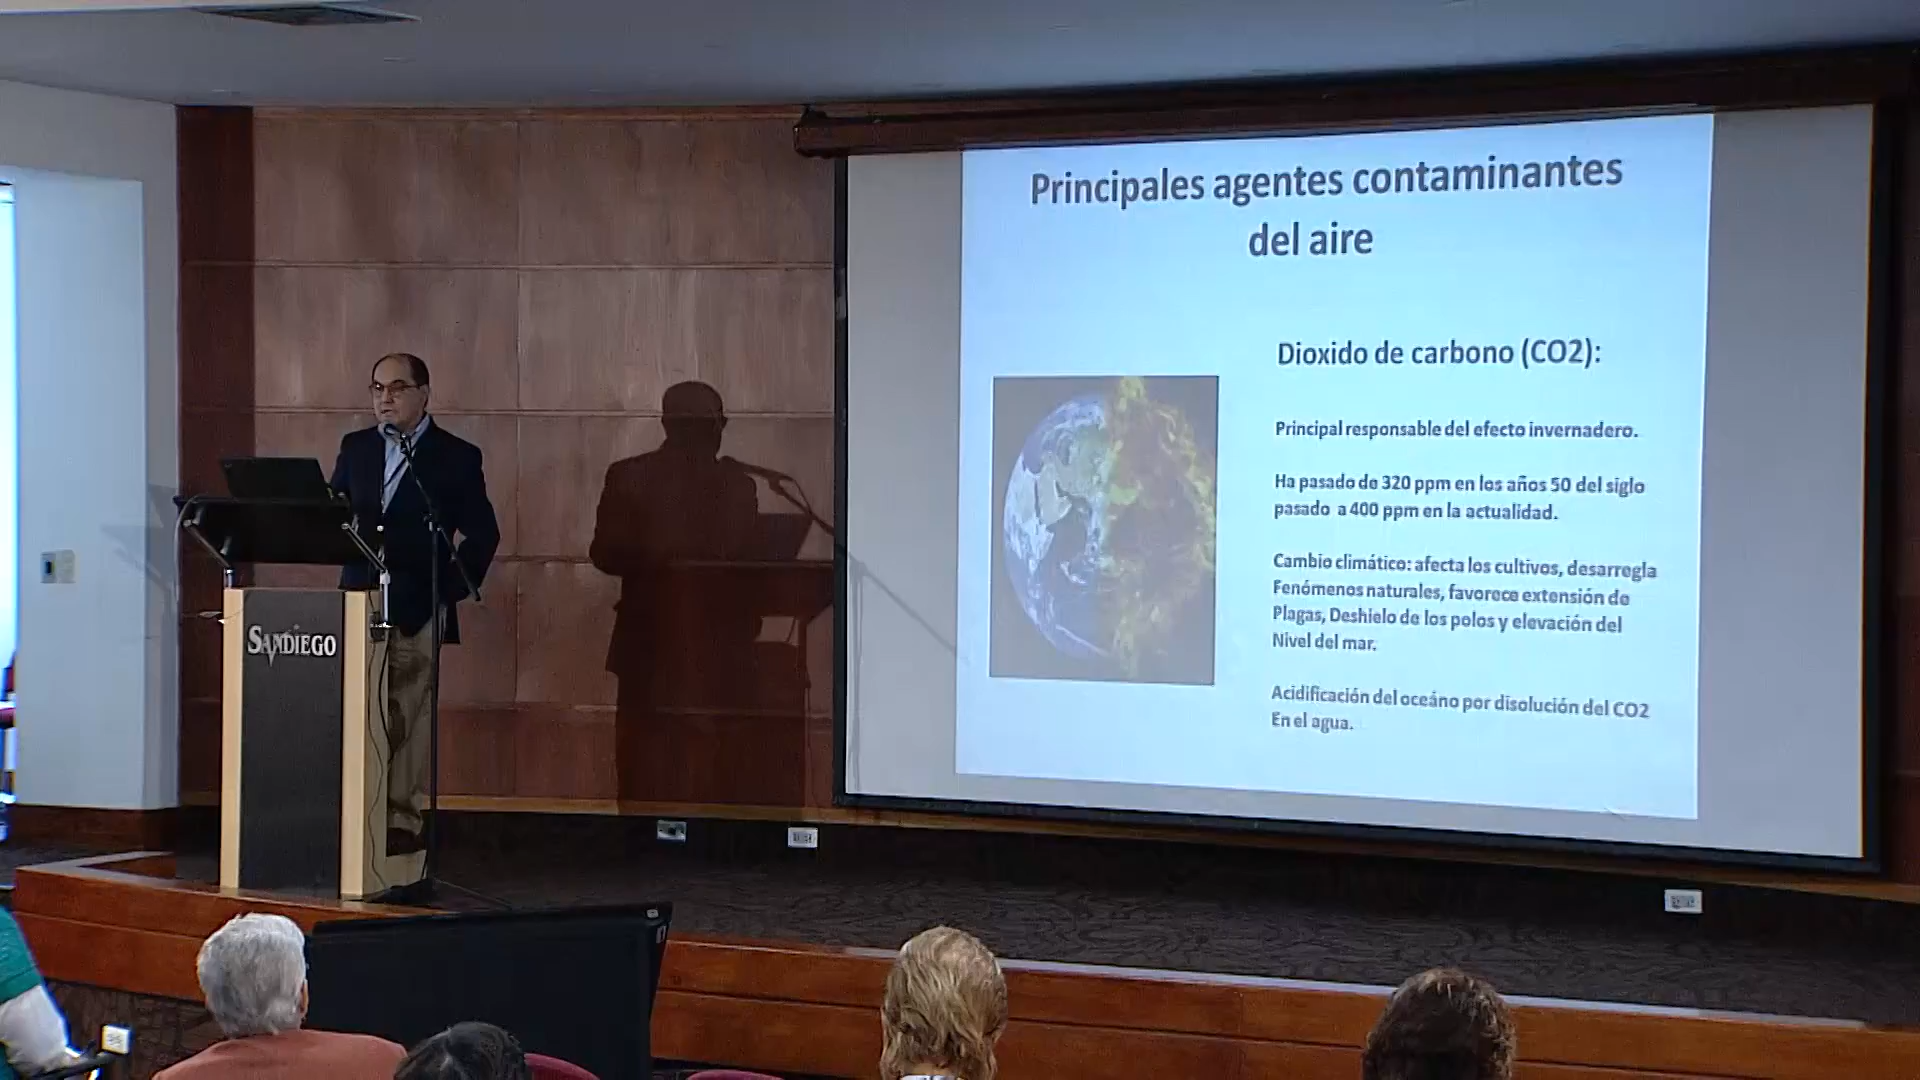 Principales agentes contaminantes
del aire
Dioxido de carbono (CO2):
Principal responsable del efecto invernadero.
Ha pasado de 320 ppm en los años 50 del siglo
pasado a 400 ppm en la actualidad.
Cambio climático: afecta los cultivos, desarregla
Fenómenos naturales, favorece extensión de
Plagas, Deshielo de los polos y elevación del
Nivel del mar.
Acidificación del oceáno por disolución del CO2
En el agua.
SANDIEGO